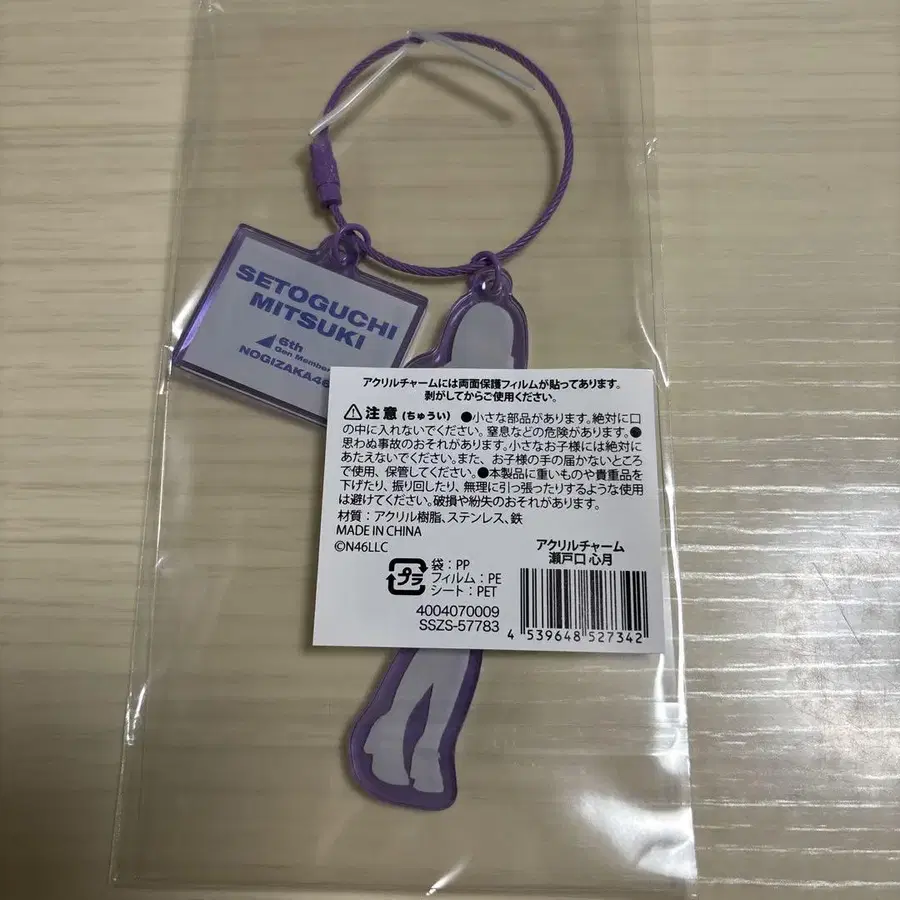 SETOGUCHI
MITSUKI
6th
Gen Member
NOGIZAKA46
アクリルチャームには両面保護フィルムが貼ってあります。
剥がしてからご使用ください。
⚠注意(ちゅうい) ●小さな部品があります。絶対に口
の中に入れないでください。窒息などの危険があります。●
思わぬ事故のおそれがあります。小さなお子様には絶対に
あたえないでください。また、お子様の手の届かないところ
で使用、保管してください。●本製品に重いものや貴重品を
下げたり、振り回したり、無理に引っ張ったりするような使用
は避けてください。破損や紛失のおそれがあります。
材質:アクリル樹脂、ステンレス、鉄
MADE IN CHINA
©N46LLC
アクリルチャーム
瀬戸口 心月
プラ
袋:PP
フィルム:PE
シート:PET
4004070009
SSZS-57783
4 539648 527342